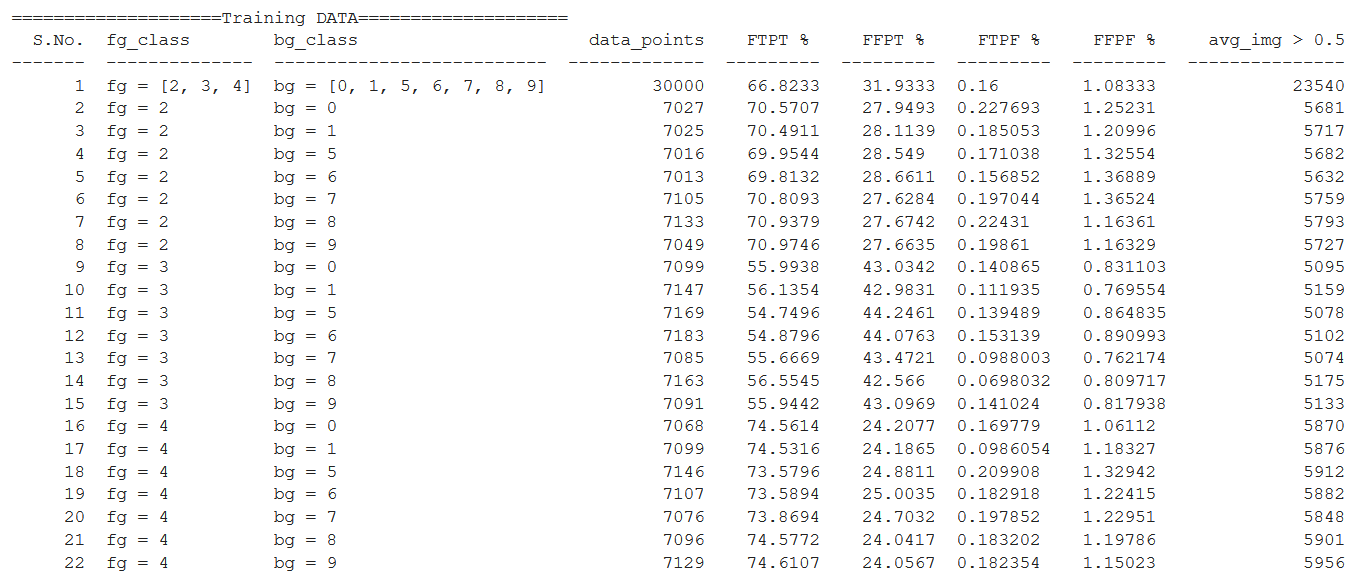 ====================Training DATA====================
S.No. fg_class bg_class data_points FTPT % FFPT % FTPF % FFPF % avg_img > 0.5
------- -------------- -------------------------- ------------- --------- --------- --------- --------- ---------------
1 fg = [2, 3, 4] bg = [0, 1, 5, 6, 7, 8, 9] 30000 66.8233 31.9333 0.16 1.08333 23540
2 fg = 2 bg = 0 7027 70.5707 27.9493 0.227693 1.25231 5681
3 fg = 2 bg = 1 7025 70.4911 28.1139 0.185053 1.20996 5717
4 fg = 2 bg = 5 7016 69.9544 28.549 0.171038 1.32554 5682
5 fg = 2 bg = 6 7013 69.8132 28.6611 0.156852 1.36889 5632
6 fg = 2 bg = 7 7105 70.8093 27.6284 0.197044 1.36524 5759
7 fg = 2 bg = 8 7133 70.9379 27.6742 0.22431 1.16361 5793
8 fg = 2 bg = 9 7049 70.9746 27.6635 0.19861 1.16329 5727
9 fg = 3 bg = 0 7099 55.9938 43.0342 0.140865 0.831103 5095
10 fg = 3 bg = 1 7147 56.1354 42.9831 0.111935 0.769554 5159
11 fg = 3 bg = 5 7169 54.7496 44.2461 0.139489 0.864835 5078
12 fg = 3 bg = 6 7183 54.8796 44.0763 0.153139 0.890993 5102
13 fg = 3 bg = 7 7085 55.6669 43.4721 0.0988003 0.762174 5074
14 fg = 3 bg = 8 7163 56.5545 42.566 0.0698032 0.809717 5175
15 fg = 3 bg = 9 7091 55.9442 43.0969 0.141024 0.817938 5133
16 fg = 4 bg = 0 7068 74.5614 24.2077 0.169779 1.06112 5870
17 fg = 4 bg = 1 7099 74.5316 24.1865 0.0986054 1.18327 5876
18 fg = 4 bg = 5 7146 73.5796 24.8811 0.209908 1.32942 5912
19 fg = 4 bg = 6 7107 73.5894 25.0035 0.182918 1.22415 5882
20 fg = 4 bg = 7 7076 73.8694 24.7032 0.197852 1.22951 5848
21 fg = 4 bg = 8 7096 74.5772 24.0417 0.183202 1.19786 5901
22 fg = 4 bg = 9 7129 74.6107 24.0567 0.182354 1.15023 5956